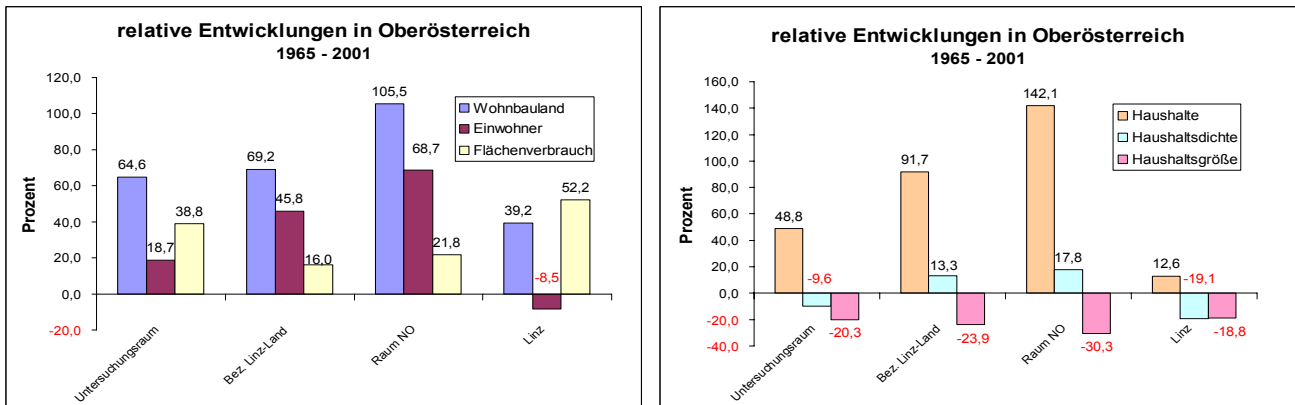 relative Entwicklungen in Oberösterreich
1965 - 2001
120,0
100,0
80,0
60,0
40,0
20,0
0,0
-20,0
Prozent
64,6
18,7
38,8
69,2
45,8
16,0
105,5
68,7
21,8
39,2
-8,5
52,2
Wohnbauland
Einwohner
Flächenverbrauch
Untersuchungsraum
Bez. Linz-Land
Raum NO
Linz
relative Entwicklungen in Oberösterreich
1965 - 2001
160,0
140,0
120,0
100,0
80,0
60,0
40,0
20,0
0,0
-20,0
-40,0
Prozent
48,8
-9,6
-20,3
91,7
13,3
-23,9
142,1
17,8
-30,3
12,6
-19,1
-18,8
Haushalte
Haushaltsdichte
Haushaltsgröße
Untersuchungsraum
Bez. Linz-Land
Raum NO
Linz